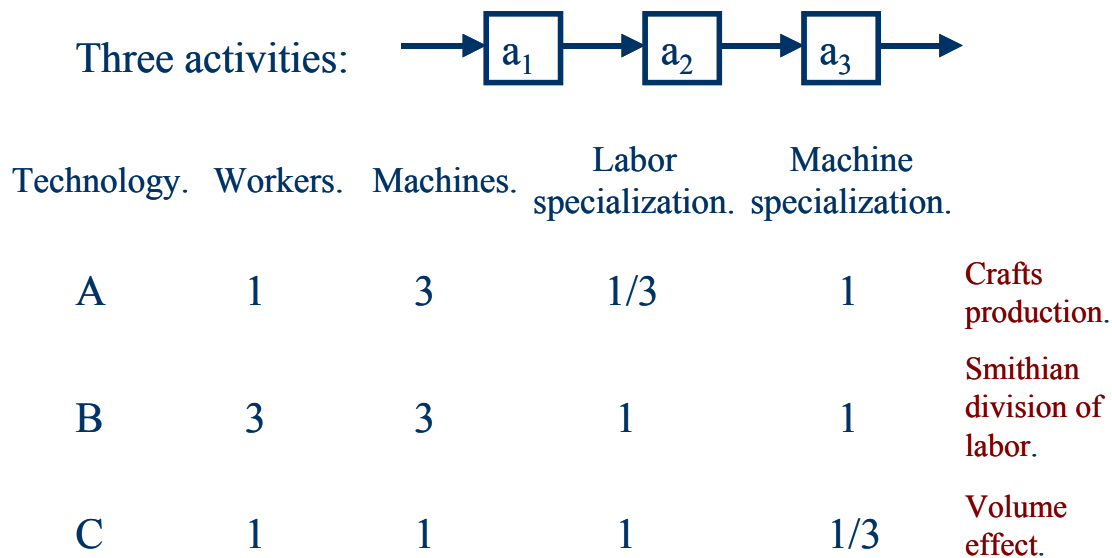 Three activities:
a1
a2
a3
Technology. Workers. Machines. Labor specialization. Machine specialization.
A 1 3 1/3 1 Crafts production.
B 3 3 1 1 Smithian division of labor.
C 1 1 1 1/3 Volume effect.